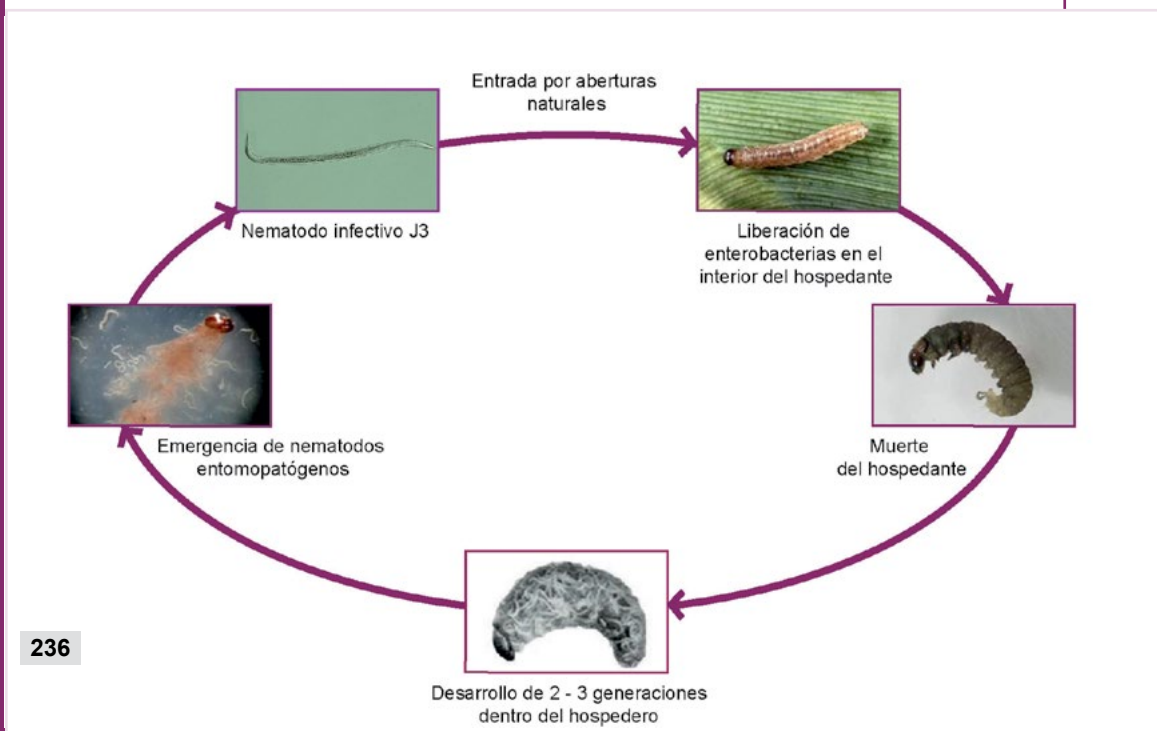 Entrada por aberturas
naturales
Nematodo infectivo J3
Liberación de
enterobacterias en el
interior del hospedante
Muerte
del hospedante
Emergencia de nematodos
entomopatógenos
236
Desarrollo de 2 - 3 generaciones
dentro del hospedero